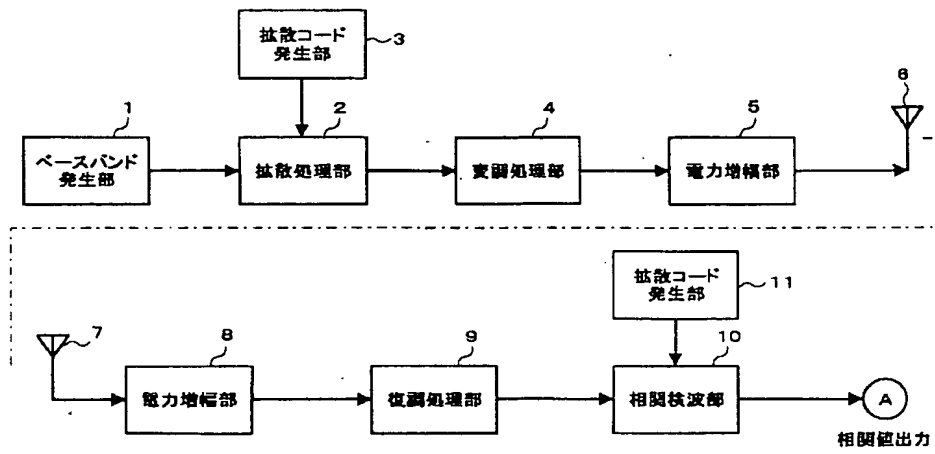 拡散コード
発生部
3
1
2
4
5
6
ベースバンド
発生部
拡散処理部
変調処理部
電力増幅部
拡散コード
発生部
11
7
8
9
10
電力増幅部
復調処理部
相関検波部
A
相関値出力